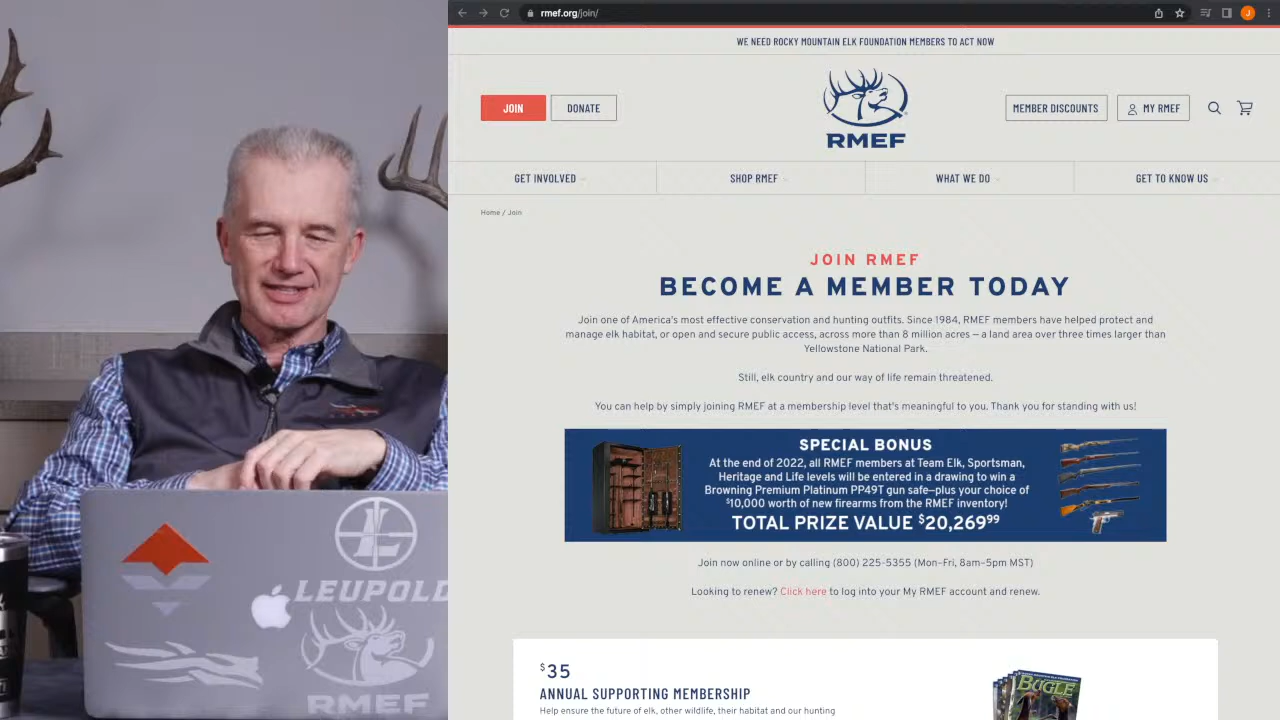 rmef.org/join/
J
WE NEED ROCKY MOUNTAIN ELK FOUNDATION MEMBERS TO ACT NOW
JOIN
DONATE
RMEF
MEMBER DISCOUNTS
MY RMEF
GET INVOLVED
SHOP RMEF
WHAT WE DO
GET TO KNOW US
Home / Join
JOIN RMEF
BECOME A MEMBER TODAY
Join one of America's most effective conservation and hunting outfits. Since 1984, RMEF members have helped protect and
manage elk habitat, or open and secure public access, across more than 8 million acres — a land area over three times larger than
Yellowstone National Park.
Still, elk country and our way of life remain threatened.
You can help by simply joining RMEF at a membership level that's meaningful to you. Thank you for standing with us!
SPECIAL BONUS
At the end of 2022, all RMEF members at Team Elk, Sportsman,
Heritage and Life levels will be entered in a drawing to win a
Browning Premium Platinum PP49T gun safe—plus your choice of
$10,000 worth of new firearms from the RMEF inventory!
TOTAL PRIZE VALUE $20,269.99
Join now online or by calling (800) 225-5355 (Mon-Fri, 8am-5pm MST)
Looking to renew? Click here to log into your My RMEF account and renew.
$35
ANNUAL SUPPORTING MEMBERSHIP
Help ensure the future of elk, other wildlife, their habitat and our hunting
BUGLE
L
LEUPOLD
RMEF